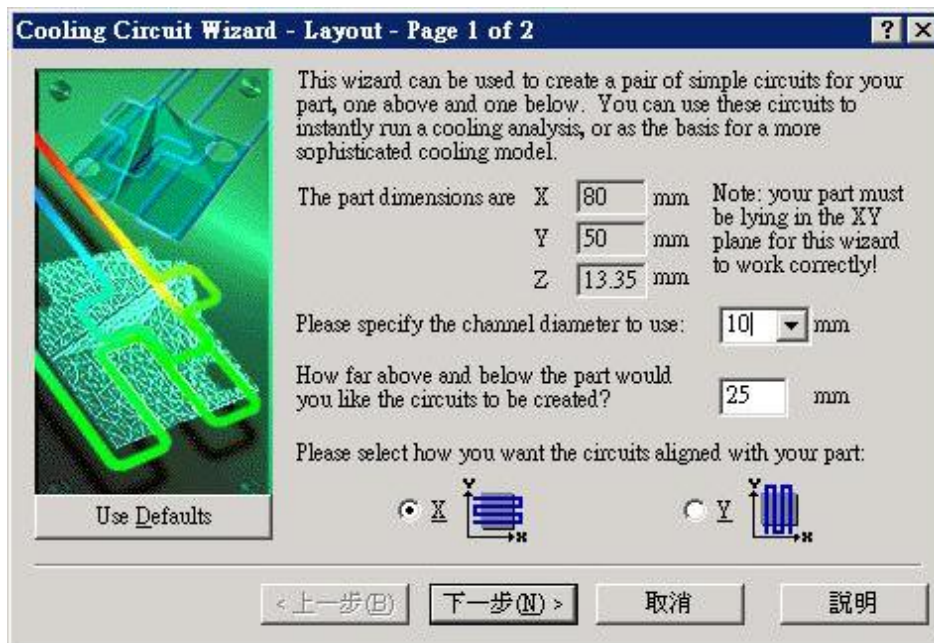 Cooling Circuit Wizard - Layout - Page 1 of 2
This wizard can be used to create a pair of simple circuits for your
part, one above and one below. You can use these circuits to
instantly run a cooling analysis, or as the basis for a more
sophisticated cooling model.
The part dimensions are X 80 mm
Y 50 mm
Z 13.35 mm
Note: your part must
be lying in the XY
plane for this wizard
to work correctly!
Please specify the channel diameter to use: 10 mm
How far above and below the part would
you like the circuits to be created? 25 mm
Please select how you want the circuits aligned with your part:
X Y X
Y Y X
Use Defaults
<上一步(B) 下一步(N) > 取消 説明